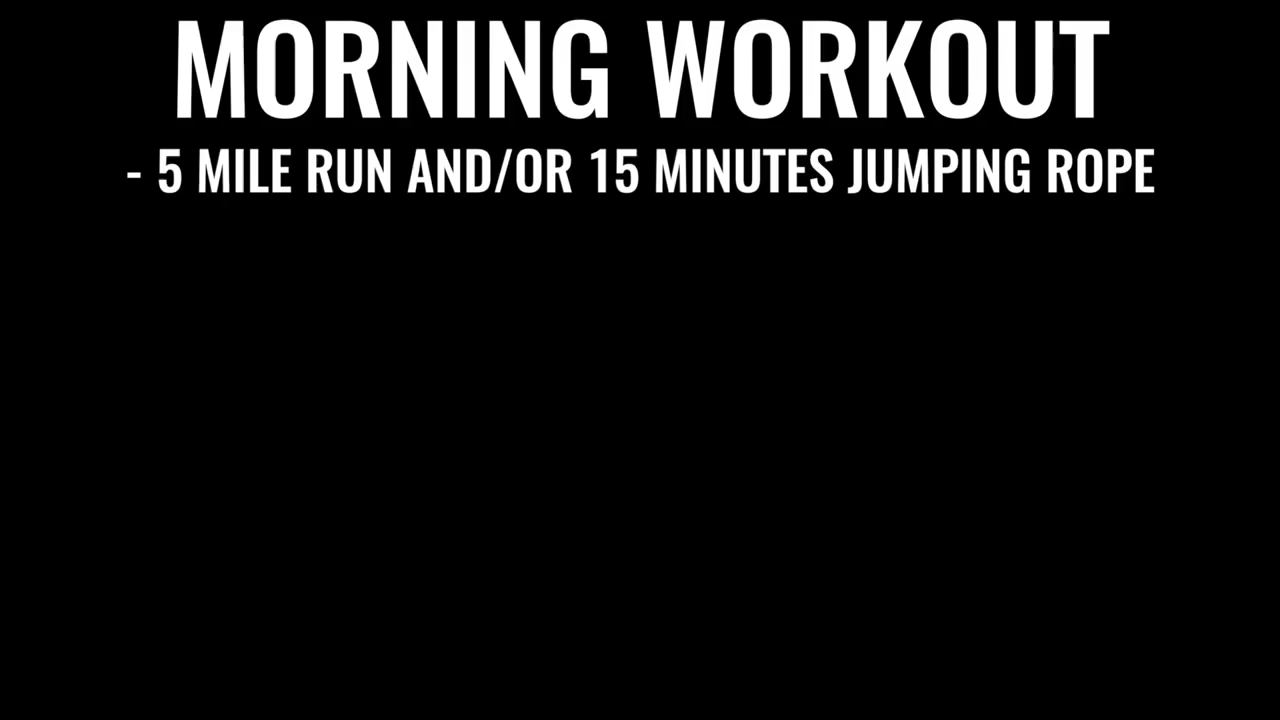 MORNING WORKOUT
- 5 MILE RUN AND/OR 15 MINUTES JUMPING ROPE